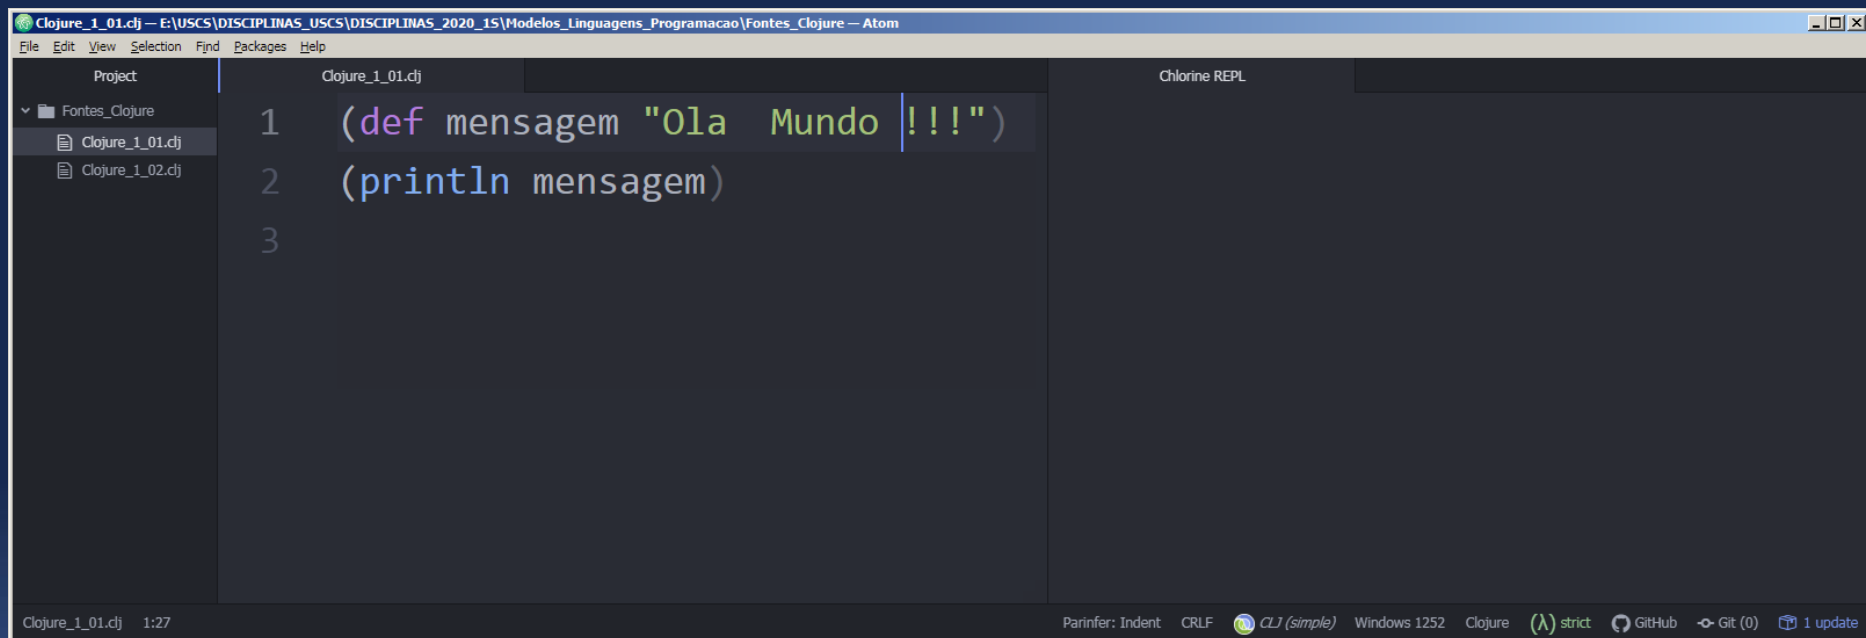 Clojure_1_01.clj — E:\USCS\DISCIPLINAS_USCS\DISCIPLINAS_2020_1S\Modelos_Linguagens_Programacao\Fontes_Clojure — Atom
File Edit View Selection Find Packages Help
Project Clojure_1_01.clj Chlorine REPL
Fontes_Clojure
Clojure_1_01.clj
Clojure_1_02.clj
1 (def mensagem "Ola  Mundo !!!")
2 (println mensagem)
3
Clojure_1_01.clj 1:27 Parinfer: Indent CRLF CLJ (simple) Windows 1252 Clojure (λ) strict GitHub Git (0) 1 update